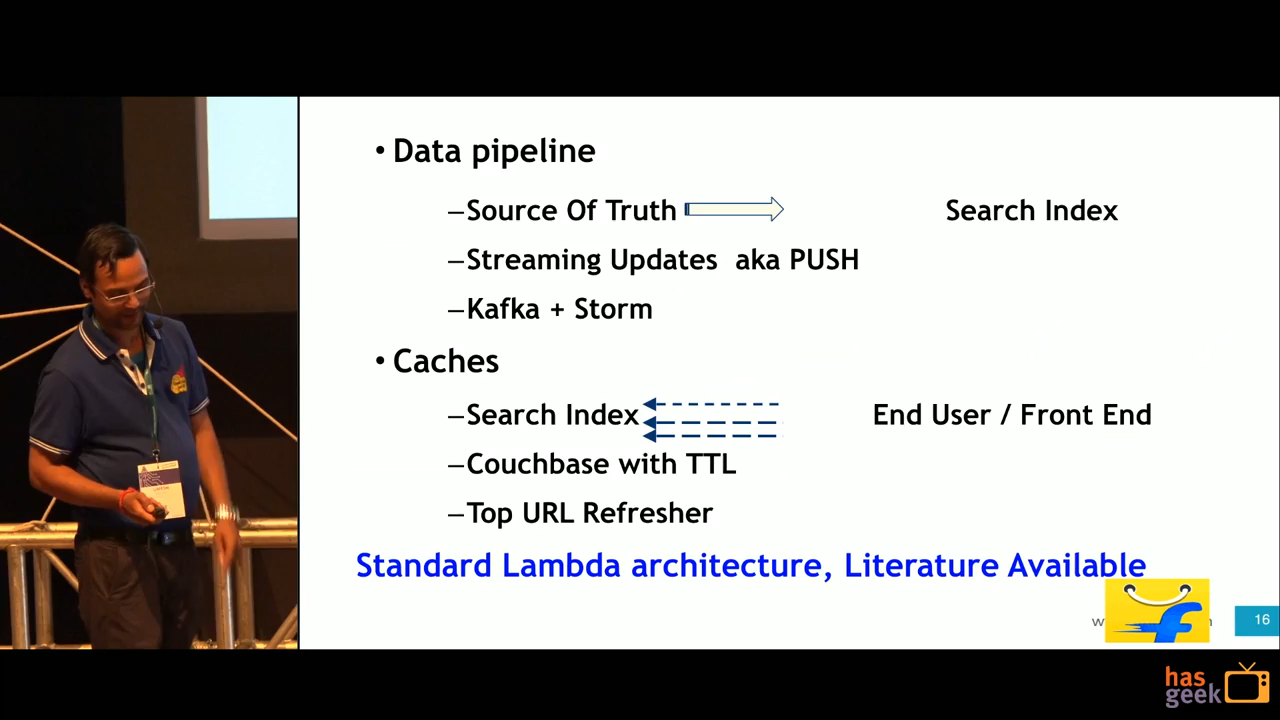 • Data pipeline
–Source Of Truth Search Index
–Streaming Updates aka PUSH
–Kafka + Storm
• Caches
–Search Index End User / Front End
–Couchbase with TTL
–Top URL Refresher
Standard Lambda architecture, Literature Available
16
has
geek